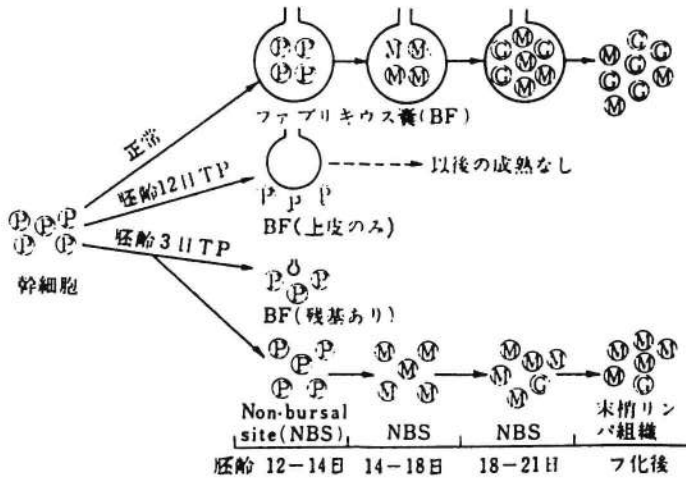 P P P P
M M M M
G C G M G G M M
M G M G G G M M
ファブリキウス嚢(BF)
正常
胚齢12日TP
以後の成熟なし
P P P
BF(上皮のみ)
P P P P P
胚齢3日TP
幹細胞
P P P
BF(残基あり)
P P P P P
M M M M M
M M M M M G
M M M M M G
Non-bursal site(NBS)
NBS
NBS
末梢リンパ組織
胚齢 12-14日
14-18日
18-21日
フ化後